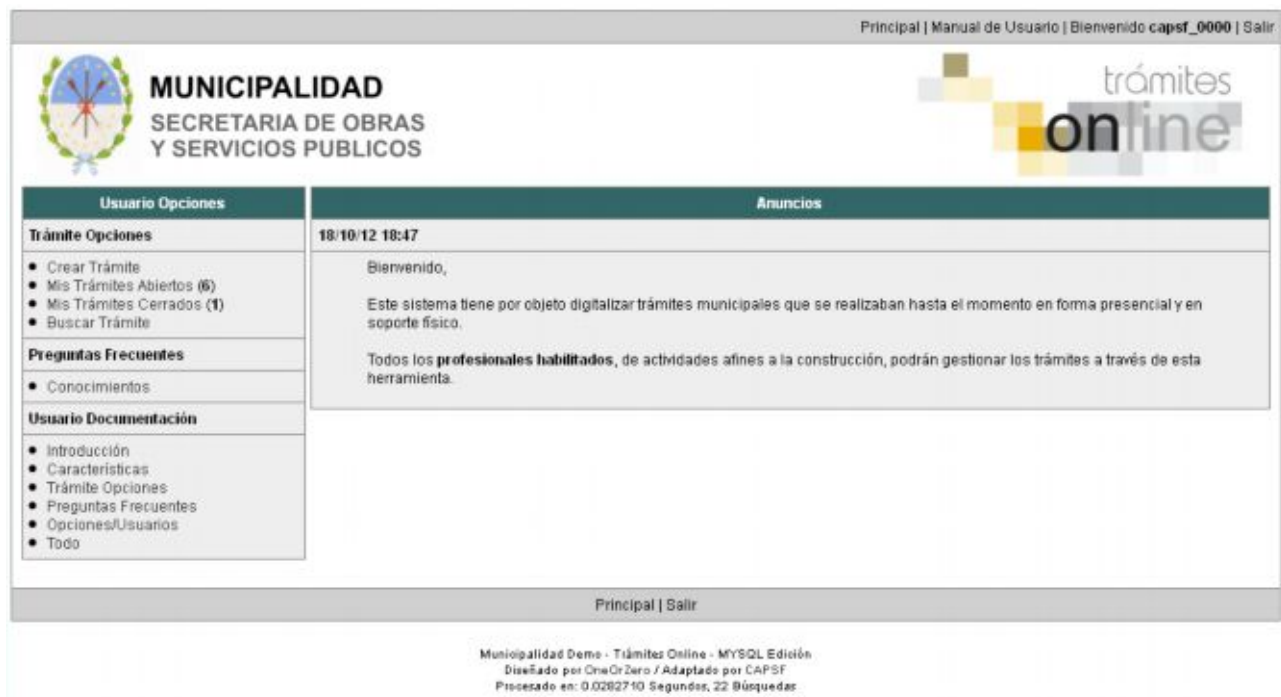 Principal | Manual de Usuario | Bienvenido capsf_0000 | Salir
MUNICIPALIDAD
SECRETARIA DE OBRAS
Y SERVICIOS PUBLICOS
trámites
online
Usuario Opciones
Trámite Opciones
• Crear Trámite
• Mis Trámites Abiertos (6)
• Mis Trámites Cerrados (1)
• Buscar Trámite
Preguntas Frecuentes
• Conocimientos
Usuario Documentación
• Introducción
• Características
• Trámite Opciones
• Preguntas Frecuentes
• Opciones/Usuarios
• Todo
Anuncios
18/10/12 18:47
Bienvenido,
Este sistema tiene por objeto digitalizar trámites municipales que se realizaban hasta el momento en forma presencial y en
soporte físico.
Todos los profesionales habilitados, de actividades afines a la construcción, podrán gestionar los trámites a través de esta
herramienta.
Principal | Salir
Municipalidad Demo - Trámites Online - MYSQL Edición
Diseñado por OneOrZero / Adaptado por CAPSF
Procesado en: 0.0282710 Segundos, 22 Búsquedas